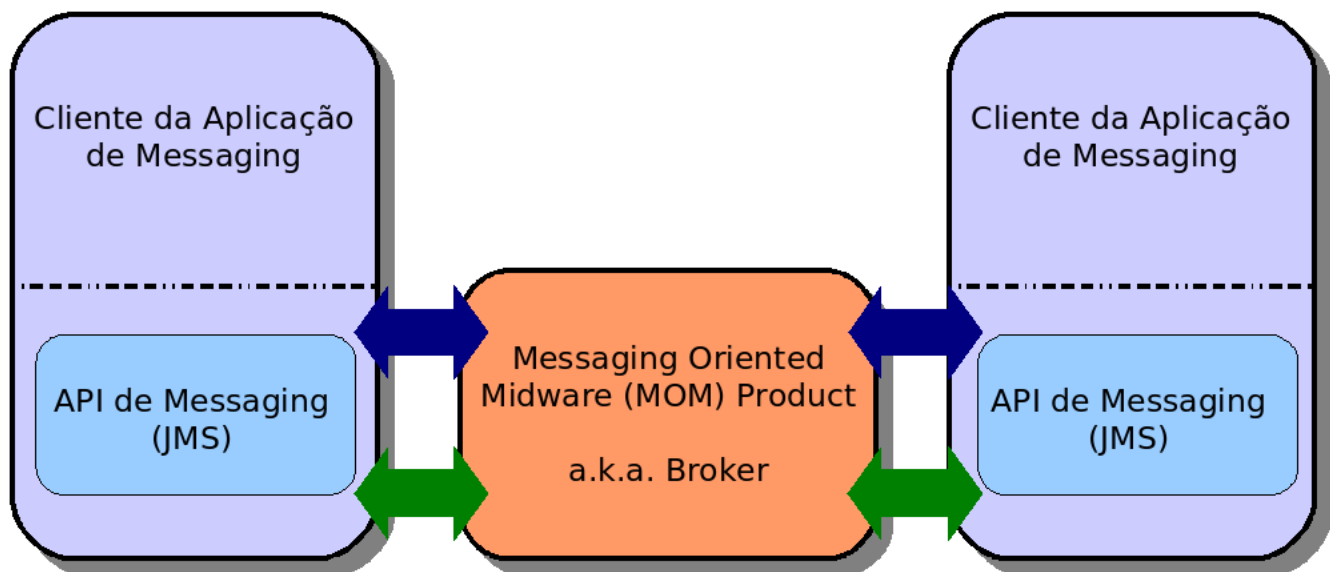 Cliente da Aplicação
de Messaging
API de Messaging
(JMS)
Messaging Oriented
Midware (MOM) Product
a.k.a. Broker
Cliente da Aplicação
de Messaging
API de Messaging
(JMS)